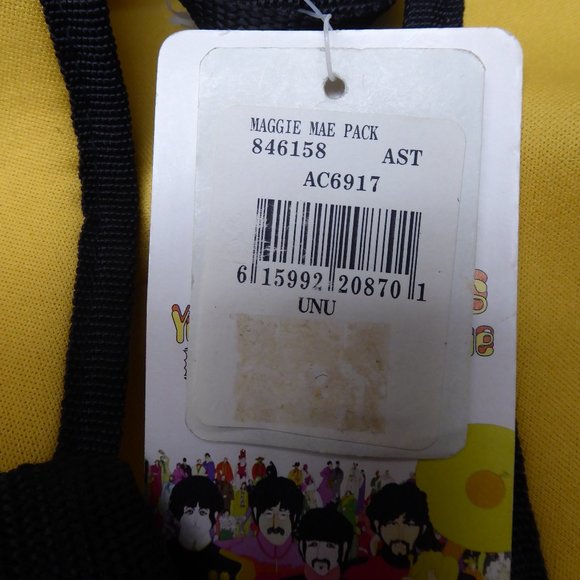 MAGGIE MAE PACK
846158 AST
AC6917
6 15992 20870 1
UNU